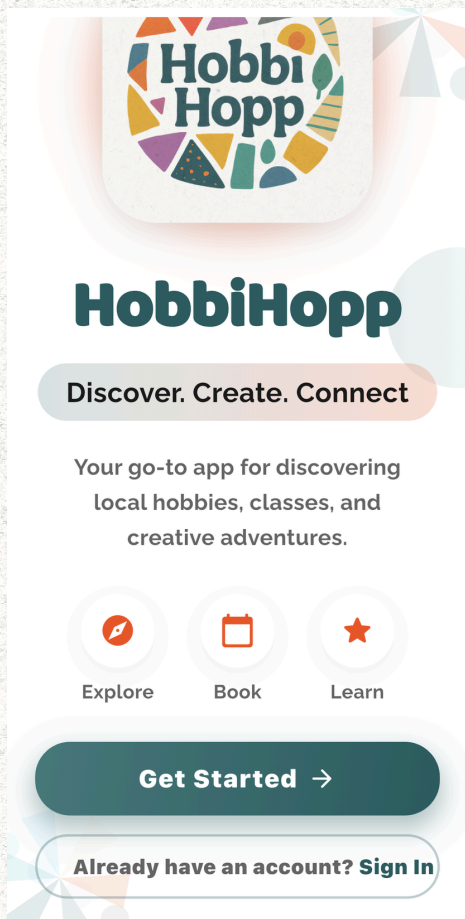 Hobbi
Hopp
HobbiHopp
Discover. Create. Connect
Your go-to app for discovering
local hobbies, classes, and
creative adventures.
Explore Book Learn
Get Started →
Already have an account? Sign In